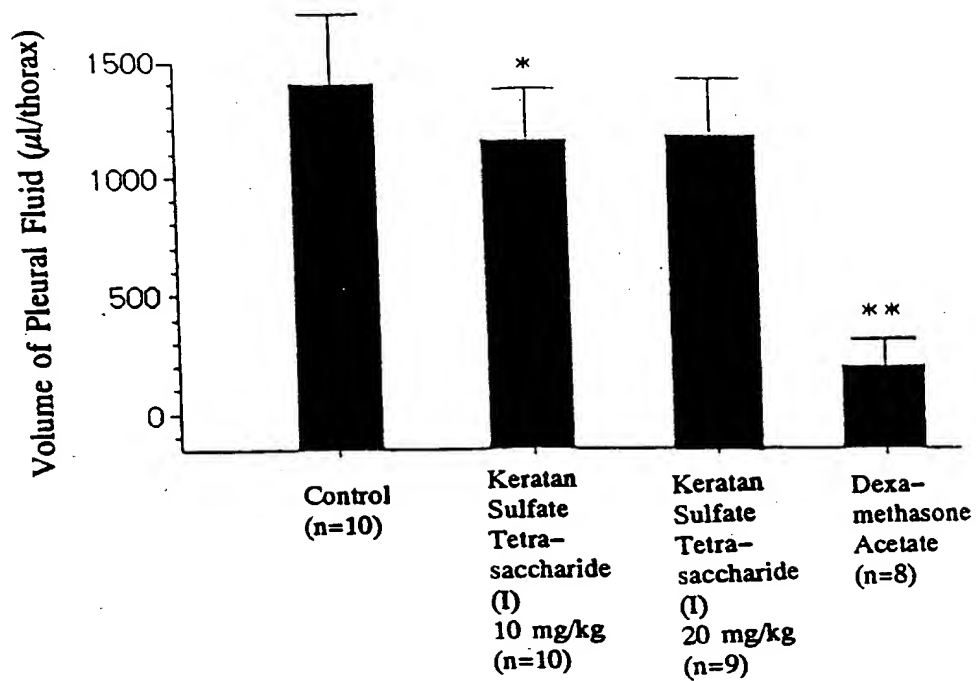 Volume of Pleural Fluid (µl/thorax)
1500
1000
500
0
*
**
Control
(n=10)
Keratan
Sulfate
Tetra–
saccharide
(I)
10 mg/kg
(n=10)
Keratan
Sulfate
Tetra–
saccharide
(I)
20 mg/kg
(n=9)
Dexa–
methasone
Acetate
(n=8)